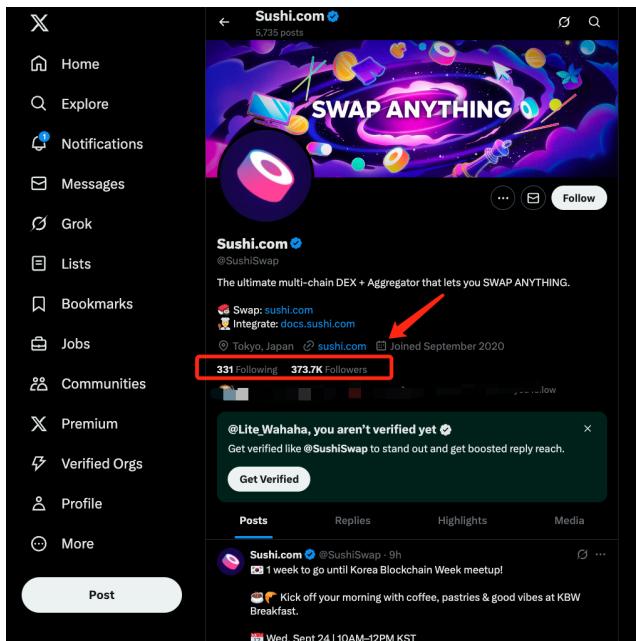 Sushi.com
5,735 posts
Home
Explore
1
Notifications
Messages
Grok
Lists
Bookmarks
Jobs
Communities
Premium
Verified Orgs
Profile
More
Post
SWAP ANYTHING
Follow
Sushi.com
@SushiSwap
The ultimate multi-chain DEX + Aggregator that lets you SWAP ANYTHING.
🍣 Swap: sushi.com
👨‍🍳 Integrate: docs.sushi.com
Tokyo, Japan sushi.com Joined September 2020
331 Following 373.7K Followers
you follow
@Lite_Wahaha, you aren’t verified yet
Get verified like @SushiSwap to stand out and get boosted reply reach.
Get Verified
Posts Replies Highlights Media
Sushi.com @SushiSwap · 9h
🇰🇷 1 week to go until Korea Blockchain Week meetup!
☕🥐 Kick off your morning with coffee, pastries & good vibes at KBW
Breakfast.
📅 Wed, Sept 24 | 10AM–12PM KST